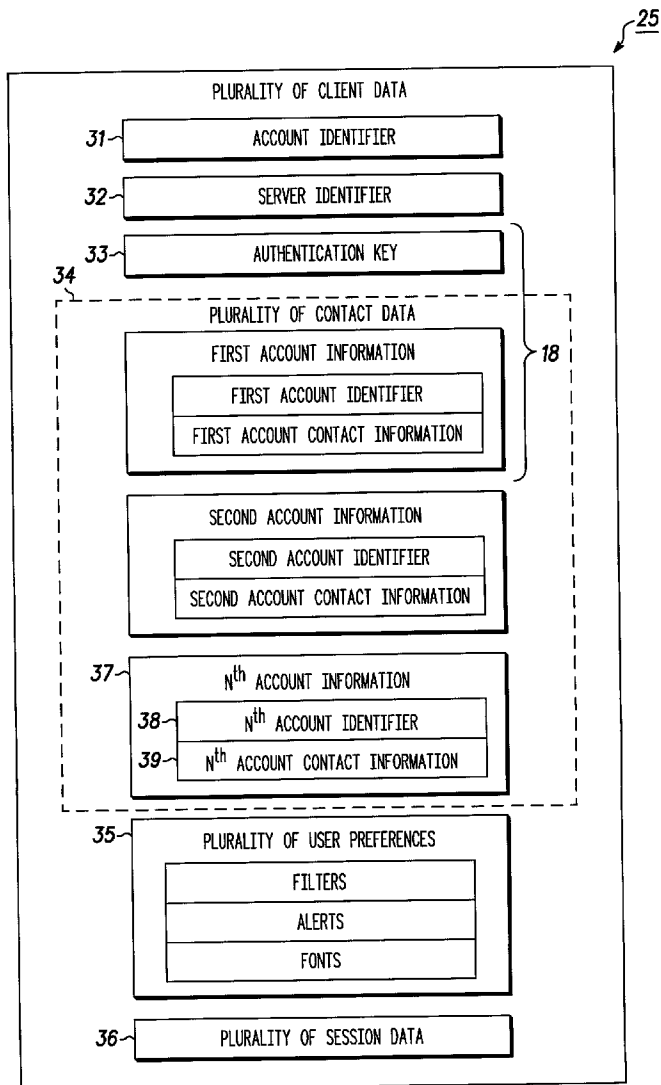 25
PLURALITY OF CLIENT DATA
31 ACCOUNT IDENTIFIER
32 SERVER IDENTIFIER
33 AUTHENTICATION KEY
34
PLURALITY OF CONTACT DATA
FIRST ACCOUNT INFORMATION
18
FIRST ACCOUNT IDENTIFIER
FIRST ACCOUNT CONTACT INFORMATION
SECOND ACCOUNT INFORMATION
SECOND ACCOUNT IDENTIFIER
SECOND ACCOUNT CONTACT INFORMATION
37 Nth ACCOUNT INFORMATION
38 Nth ACCOUNT IDENTIFIER
39 Nth ACCOUNT CONTACT INFORMATION
35 PLURALITY OF USER PREFERENCES
FILTERS
ALERTS
FONTS
36 PLURALITY OF SESSION DATA